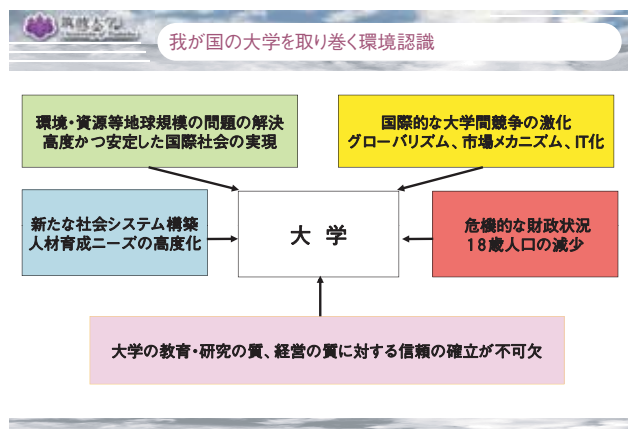 筑波大学
我が国の大学を取り巻く環境認識
環境・資源等地球規模の問題の解決
高度かつ安定した国際社会の実現
国際的な大学間競争の激化
グローバリズム、市場メカニズム、IT化
新たな社会システム構築
人材育成ニーズの高度化
大 学
危機的な財政状況
18歳人口の減少
大学の教育・研究の質、経営の質に対する信頼の確立が不可欠